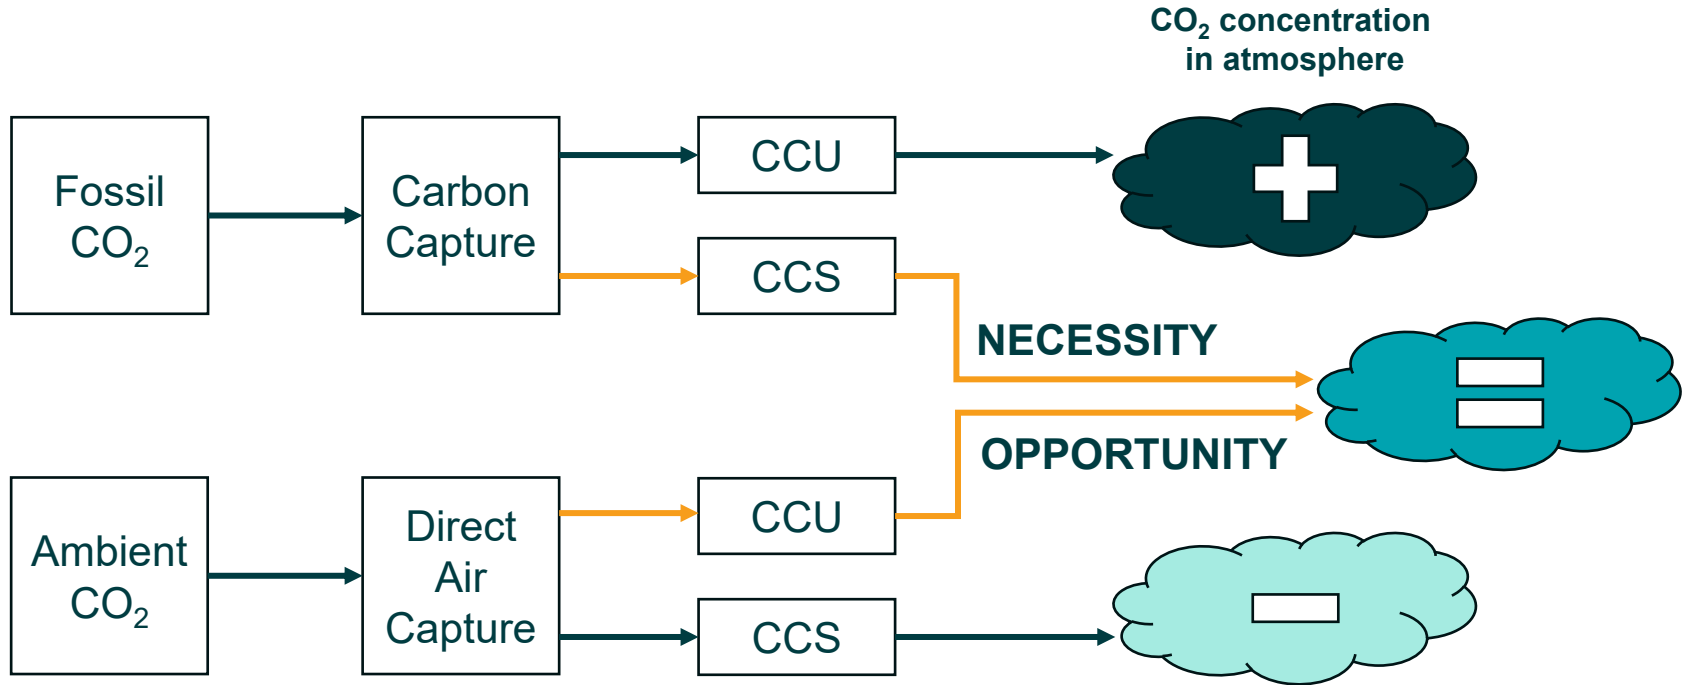 CO₂ concentration
in atmosphere
Fossil
CO₂
Carbon
Capture
CCU
CCS
NECESSITY
OPPORTUNITY
Ambient
CO₂
Direct
Air
Capture
CCU
CCS